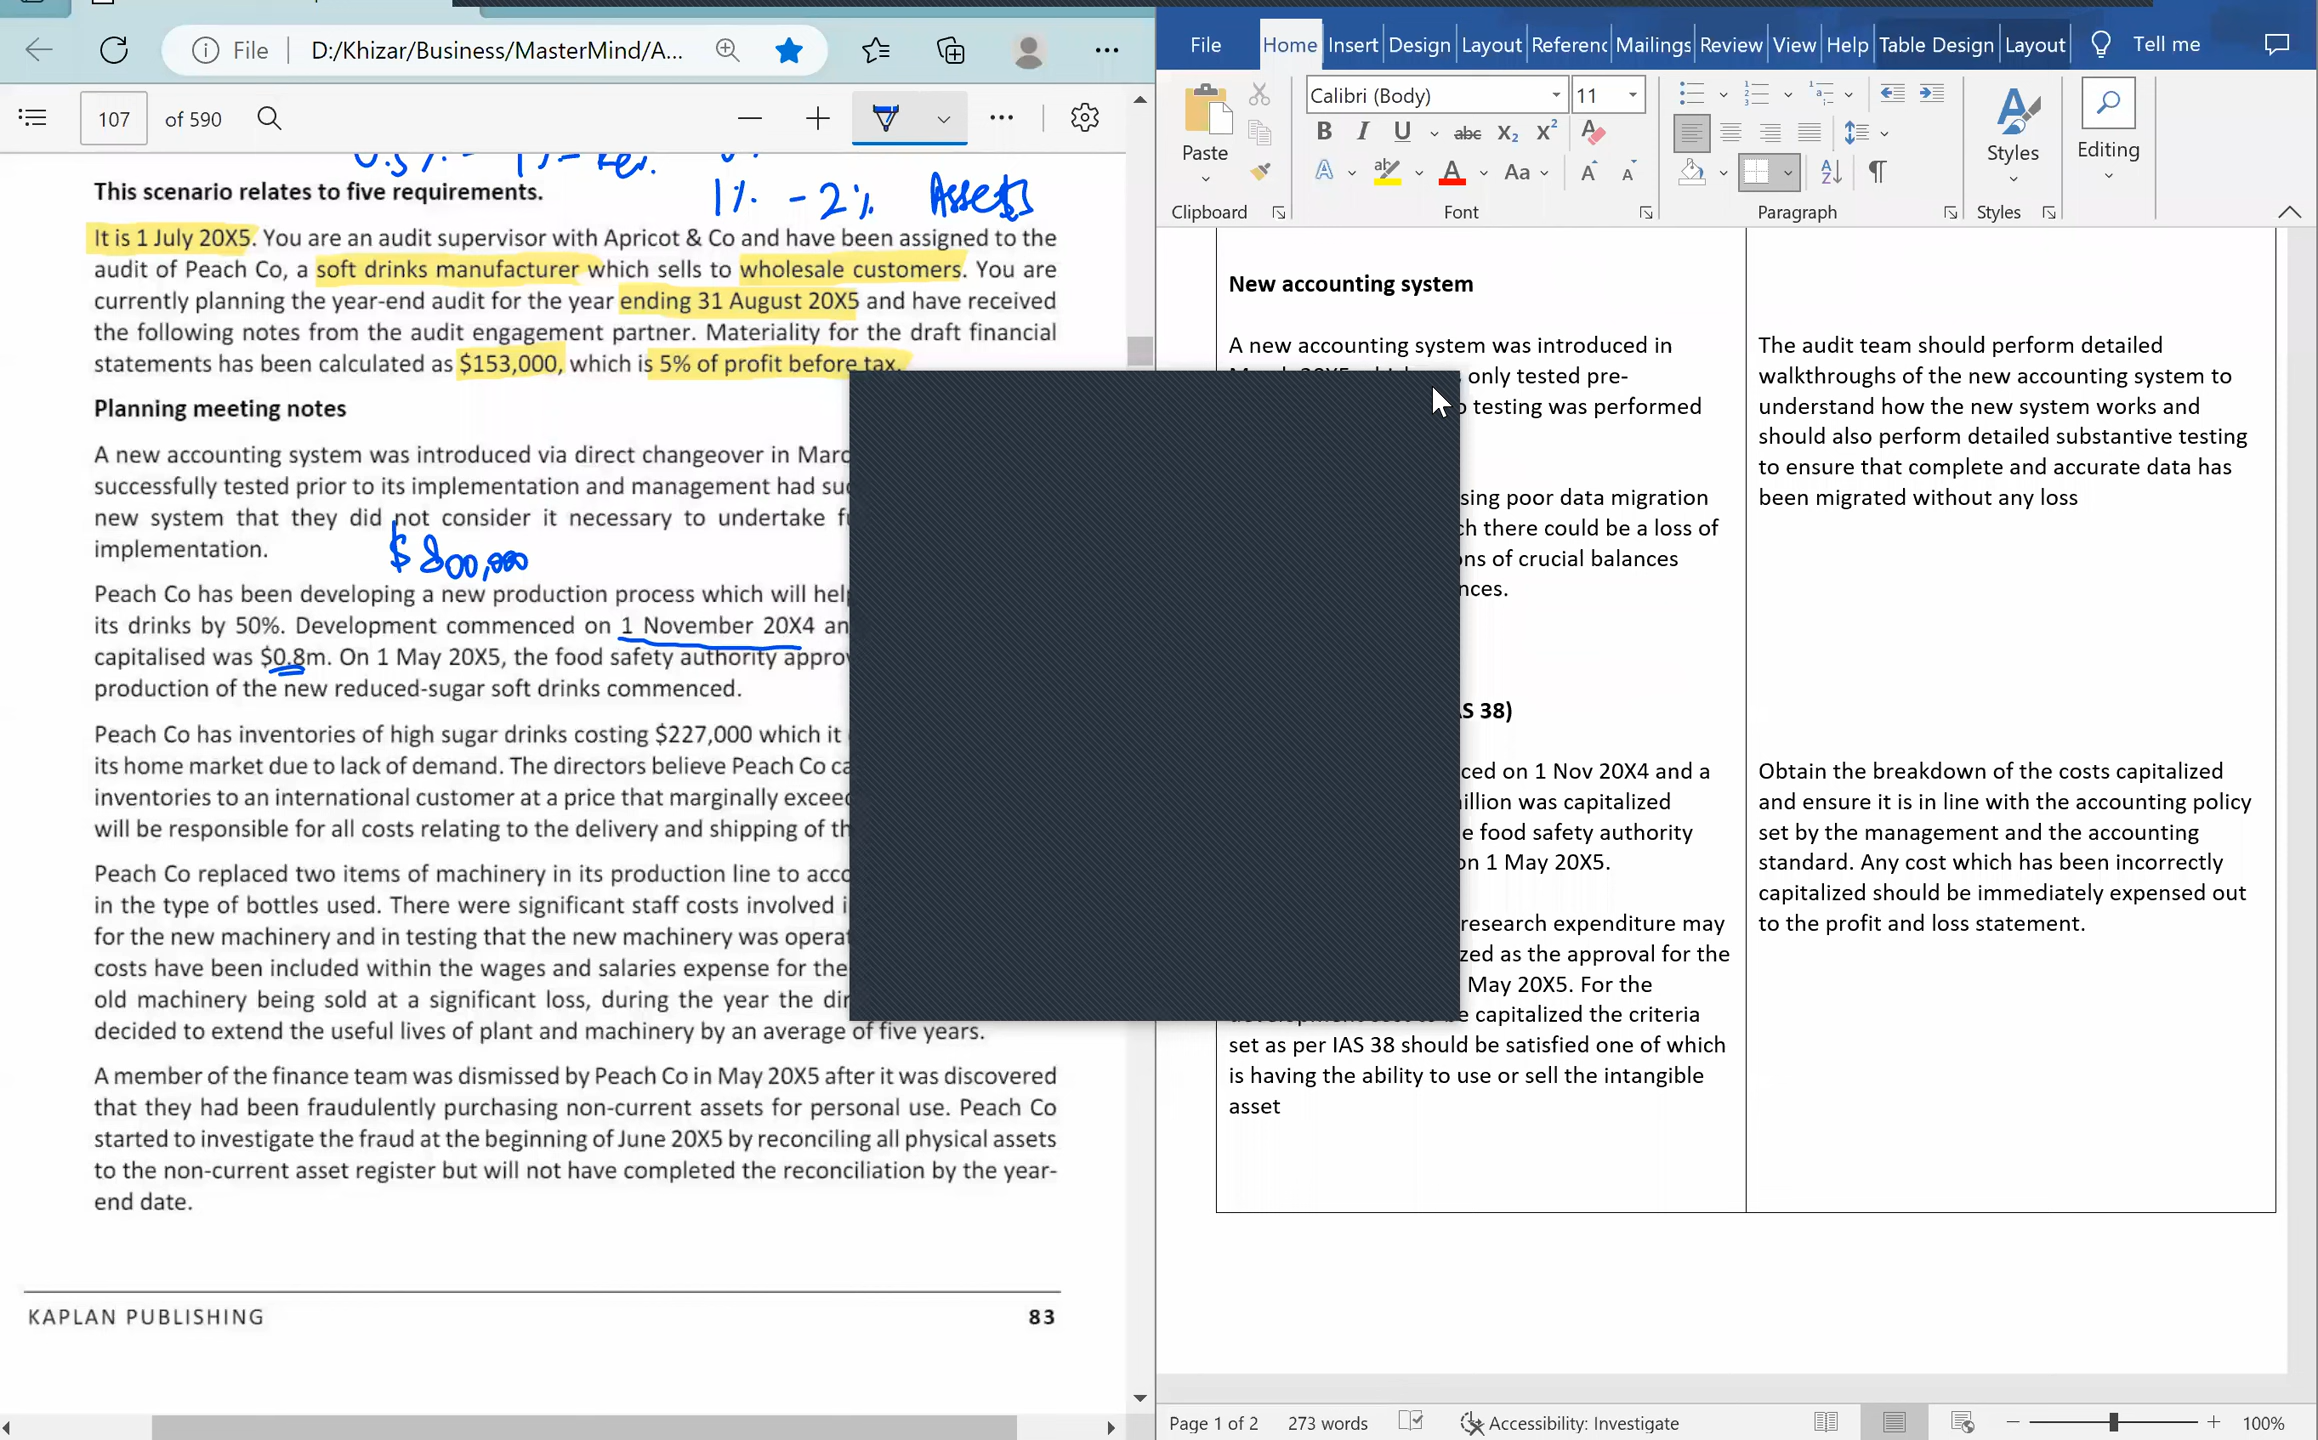 File
D:/Khizar/Business/MasterMind/A...
107 of 590
1% - 2% Assets
This scenario relates to five requirements.
It is 1 July 20X5. You are an audit supervisor with Apricot & Co and have been assigned to the
audit of Peach Co, a soft drinks manufacturer which sells to wholesale customers. You are
currently planning the year-end audit for the year ending 31 August 20X5 and have received
the following notes from the audit engagement partner. Materiality for the draft financial
statements has been calculated as $153,000, which is 5% of profit before tax.
Planning meeting notes
A new accounting system was introduced via direct changeover in
successfully tested prior to its implementation and management had
new system that they did not consider it necessary to undertake
implementation.
$ 800,000
Peach Co has been developing a new production process which will
its drinks by 50%. Development commenced on 1 November 20X4
capitalised was $0.8m. On 1 May 20X5, the food safety authority
production of the new reduced-sugar soft drinks commenced.
Peach Co has inventories of high sugar drinks costing $227,000 which it
its home market due to lack of demand. The directors believe Peach Co
inventories to an international customer at a price that marginally
will be responsible for all costs relating to the delivery and shipping of
Peach Co replaced two items of machinery in its production line to
in the type of bottles used. There were significant staff costs involved
for the new machinery and in testing that the new machinery was
costs have been included within the wages and salaries expense for the
old machinery being sold at a significant loss, during the year the
decided to extend the useful lives of plant and machinery by an average of five years.
A member of the finance team was dismissed by Peach Co in May 20X5 after it was discovered
that they had been fraudulently purchasing non-current assets for personal use. Peach Co
started to investigate the fraud at the beginning of June 20X5 by reconciling all physical assets
to the non-current asset register but will not have completed the reconciliation by the year-
end date.
KAPLAN PUBLISHING 83
File Home Insert Design Layout Referenc Mailings Review View Help Table Design Layout Tell me
Paste
Calibri (Body) 11
B I U abc X₂ X² A
A ab A Aa A A
Styles
Editing
Clipboard Font Paragraph Styles
New accounting system
A new accounting system was introduced in
only tested pre-
testing was performed
sing poor data migration
ch there could be a loss of
ons of crucial balances
nces.
S 38)
ced on 1 Nov 20X4 and a
illion was capitalized
e food safety authority
on 1 May 20X5.
research expenditure may
zed as the approval for the
May 20X5. For the
be capitalized the criteria
set as per IAS 38 should be satisfied one of which
is having the ability to use or sell the intangible
asset
The audit team should perform detailed
walkthroughs of the new accounting system to
understand how the new system works and
should also perform detailed substantive testing
to ensure that complete and accurate data has
been migrated without any loss
Obtain the breakdown of the costs capitalized
and ensure it is in line with the accounting policy
set by the management and the accounting
standard. Any cost which has been incorrectly
capitalized should be immediately expensed out
to the profit and loss statement.
Page 1 of 2 273 words Accessibility: Investigate 100%